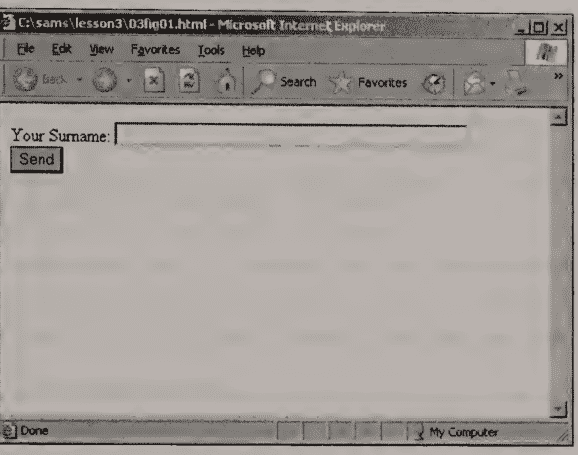 C:\sams\lesson3\03fig01.html - Microsoft Internet Explorer
File Edit View Favorites Tools Help
Back Search Favorites »
Your Surname:
Send
Done My Computer